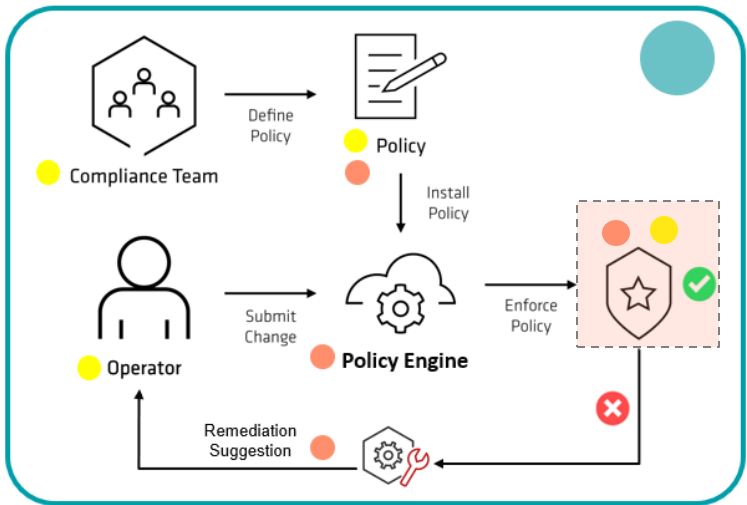 Define
Policy
Compliance Team
Policy
Install
Policy
Submit
Change
Enforce
Policy
Operator
Policy Engine
Remediation
Suggestion